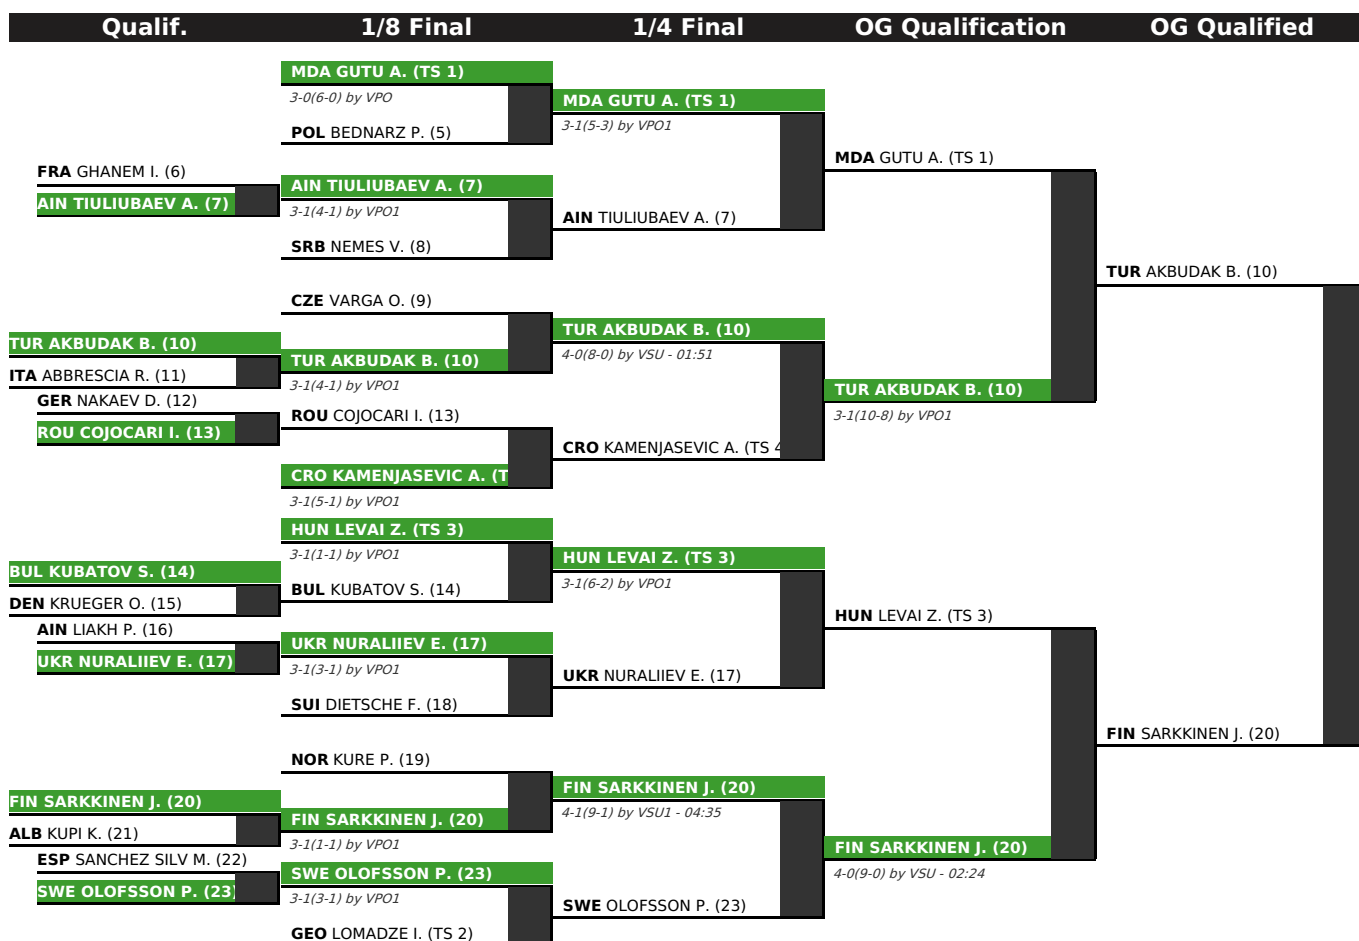 Qualif. 1/8 Final 1/4 Final OG Qualification OG Qualified
FRA GHANEM I. (6)
AIN TIULIUBAEV A. (7)
TUR AKBUDAK B. (10)
ITA ABBRESCIA R. (11)
GER NAKAEV D. (12)
ROU COJOCARI I. (13)
BUL KUBATOV S. (14)
DEN KRUEGER O. (15)
AIN LIAKH P. (16)
UKR NURALIIEV E. (17)
FIN SARKKINEN J. (20)
ALB KUPI K. (21)
ESP SANCHEZ SILV M. (22)
SWE OLOFSSON P. (23)
MDA GUTU A. (TS 1)
3-0(6-0) by VPO
POL BEDNARZ P. (5)
AIN TIULIUBAEV A. (7)
3-1(4-1) by VPO1
SRB NEMES V. (8)
CZE VARGA O. (9)
TUR AKBUDAK B. (10)
3-1(4-1) by VPO1
ROU COJOCARI I. (13)
CRO KAMENJASEVIC A. (T
3-1(5-1) by VPO1
HUN LEVAI Z. (TS 3)
3-1(1-1) by VPO1
BUL KUBATOV S. (14)
UKR NURALIIEV E. (17)
3-1(3-1) by VPO1
SUI DIETSCHE F. (18)
NOR KURE P. (19)
FIN SARKKINEN J. (20)
3-1(1-1) by VPO1
SWE OLOFSSON P. (23)
3-1(3-1) by VPO1
GEO LOMADZE I. (TS 2)
MDA GUTU A. (TS 1)
3-1(5-3) by VPO1
AIN TIULIUBAEV A. (7)
TUR AKBUDAK B. (10)
4-0(8-0) by VSU - 01:51
CRO KAMENJASEVIC A. (TS 4
HUN LEVAI Z. (TS 3)
3-1(6-2) by VPO1
UKR NURALIIEV E. (17)
FIN SARKKINEN J. (20)
4-1(9-1) by VSU1 - 04:35
SWE OLOFSSON P. (23)
MDA GUTU A. (TS 1)
TUR AKBUDAK B. (10)
3-1(10-8) by VPO1
HUN LEVAI Z. (TS 3)
FIN SARKKINEN J. (20)
4-0(9-0) by VSU - 02:24
TUR AKBUDAK B. (10)
FIN SARKKINEN J. (20)